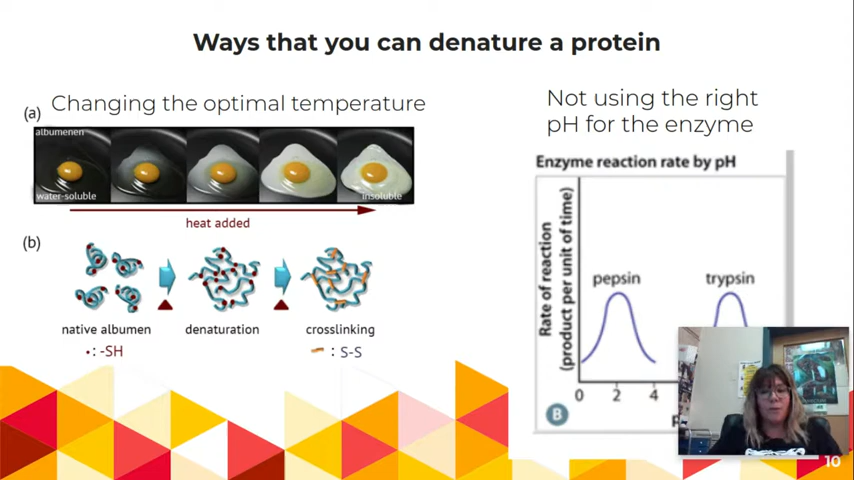 Ways that you can denature a protein
Changing the optimal temperature
(a)
albumenen
water-soluble
insoluble
heat added
(b)
native albumen
denaturation
crosslinking
•: -SH
: S-S
Not using the right
pH for the enzyme
Enzyme reaction rate by pH
Rate of reaction
(product per unit of time)
pepsin
trypsin
0 2 4
B
10